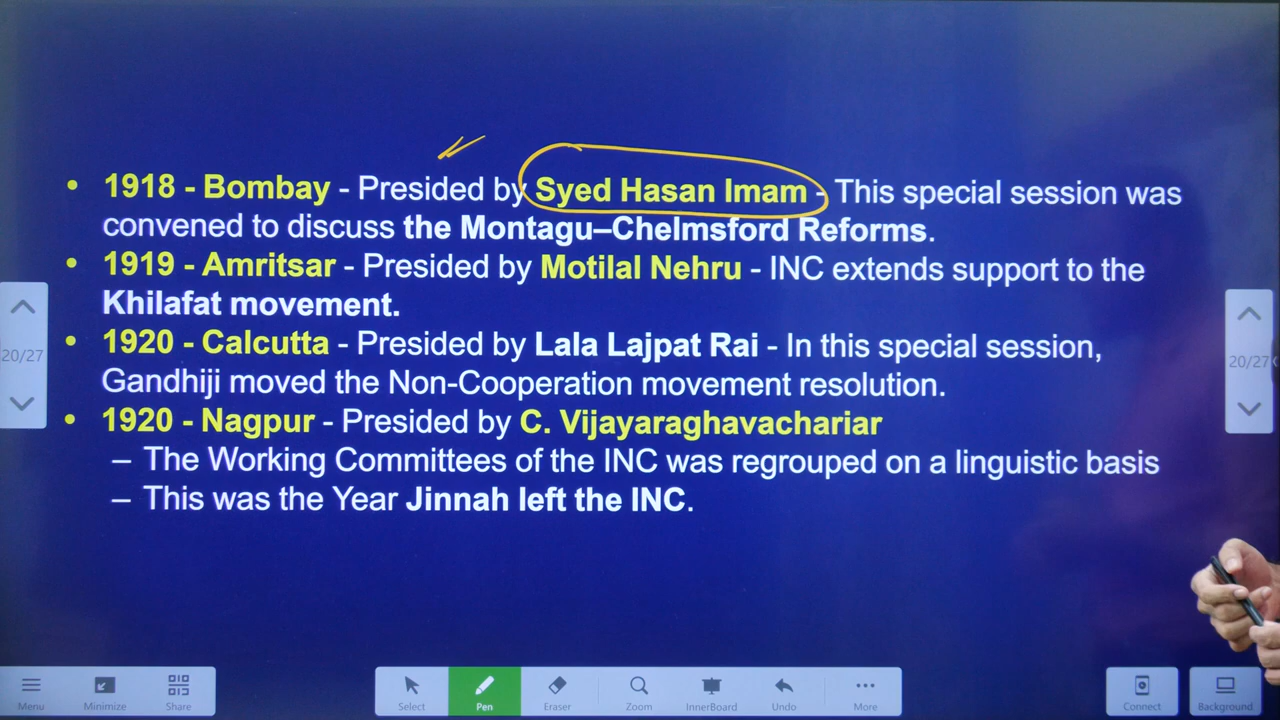 • 1918 - Bombay - Presided by Syed Hasan Imam - This special session was
convened to discuss the Montagu–Chelmsford Reforms.
• 1919 - Amritsar - Presided by Motilal Nehru - INC extends support to the
Khilafat movement.
• 1920 - Calcutta - Presided by Lala Lajpat Rai - In this special session,
Gandhiji moved the Non-Cooperation movement resolution.
• 1920 - Nagpur - Presided by C. Vijayaraghavachariar
– The Working Committees of the INC was regrouped on a linguistic basis
– This was the Year Jinnah left the INC.
20/27
20/27
Menu Minimize Share Select Pen Eraser Zoom InnerBoard Undo More Connect Background